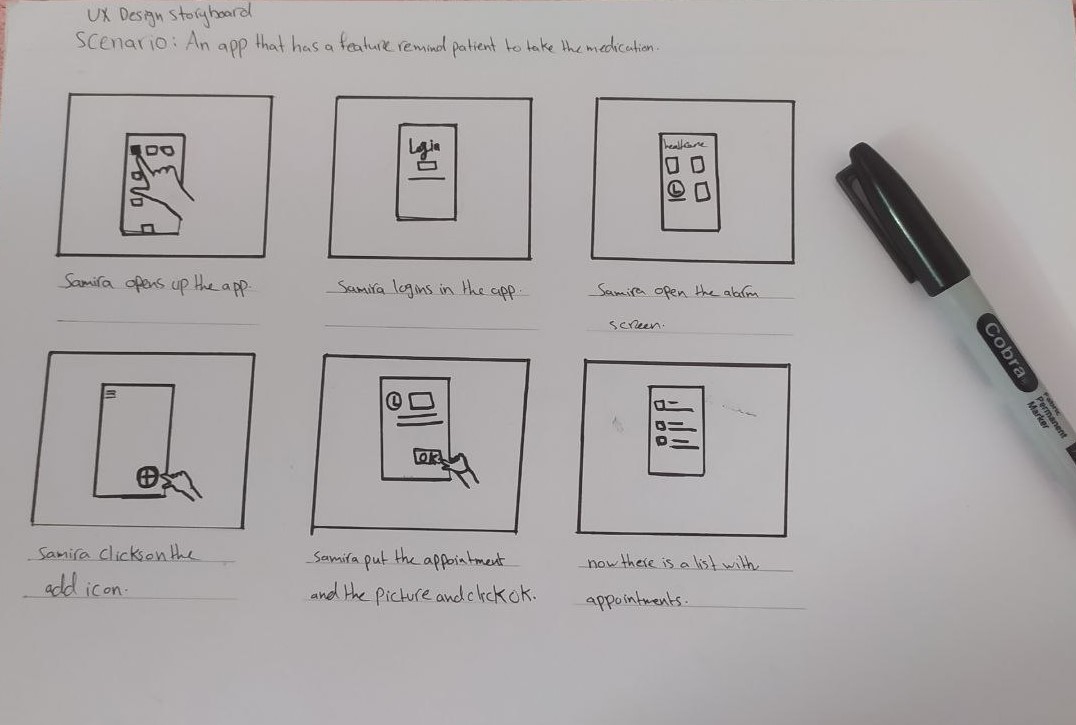 UX Design Storyboard
Scenario: An app that has a feature remind patient to take the medication.
Login
healthcare
Samira opens up the app.
Samira logins in the app.
Samira open the alarm
screen.
OK
Samira clicks on the
add icon.
Samira put the appointment
and the picture and click OK.
now there is a list with
appointments.
Cobra
FABRIC
Permanent
Marker